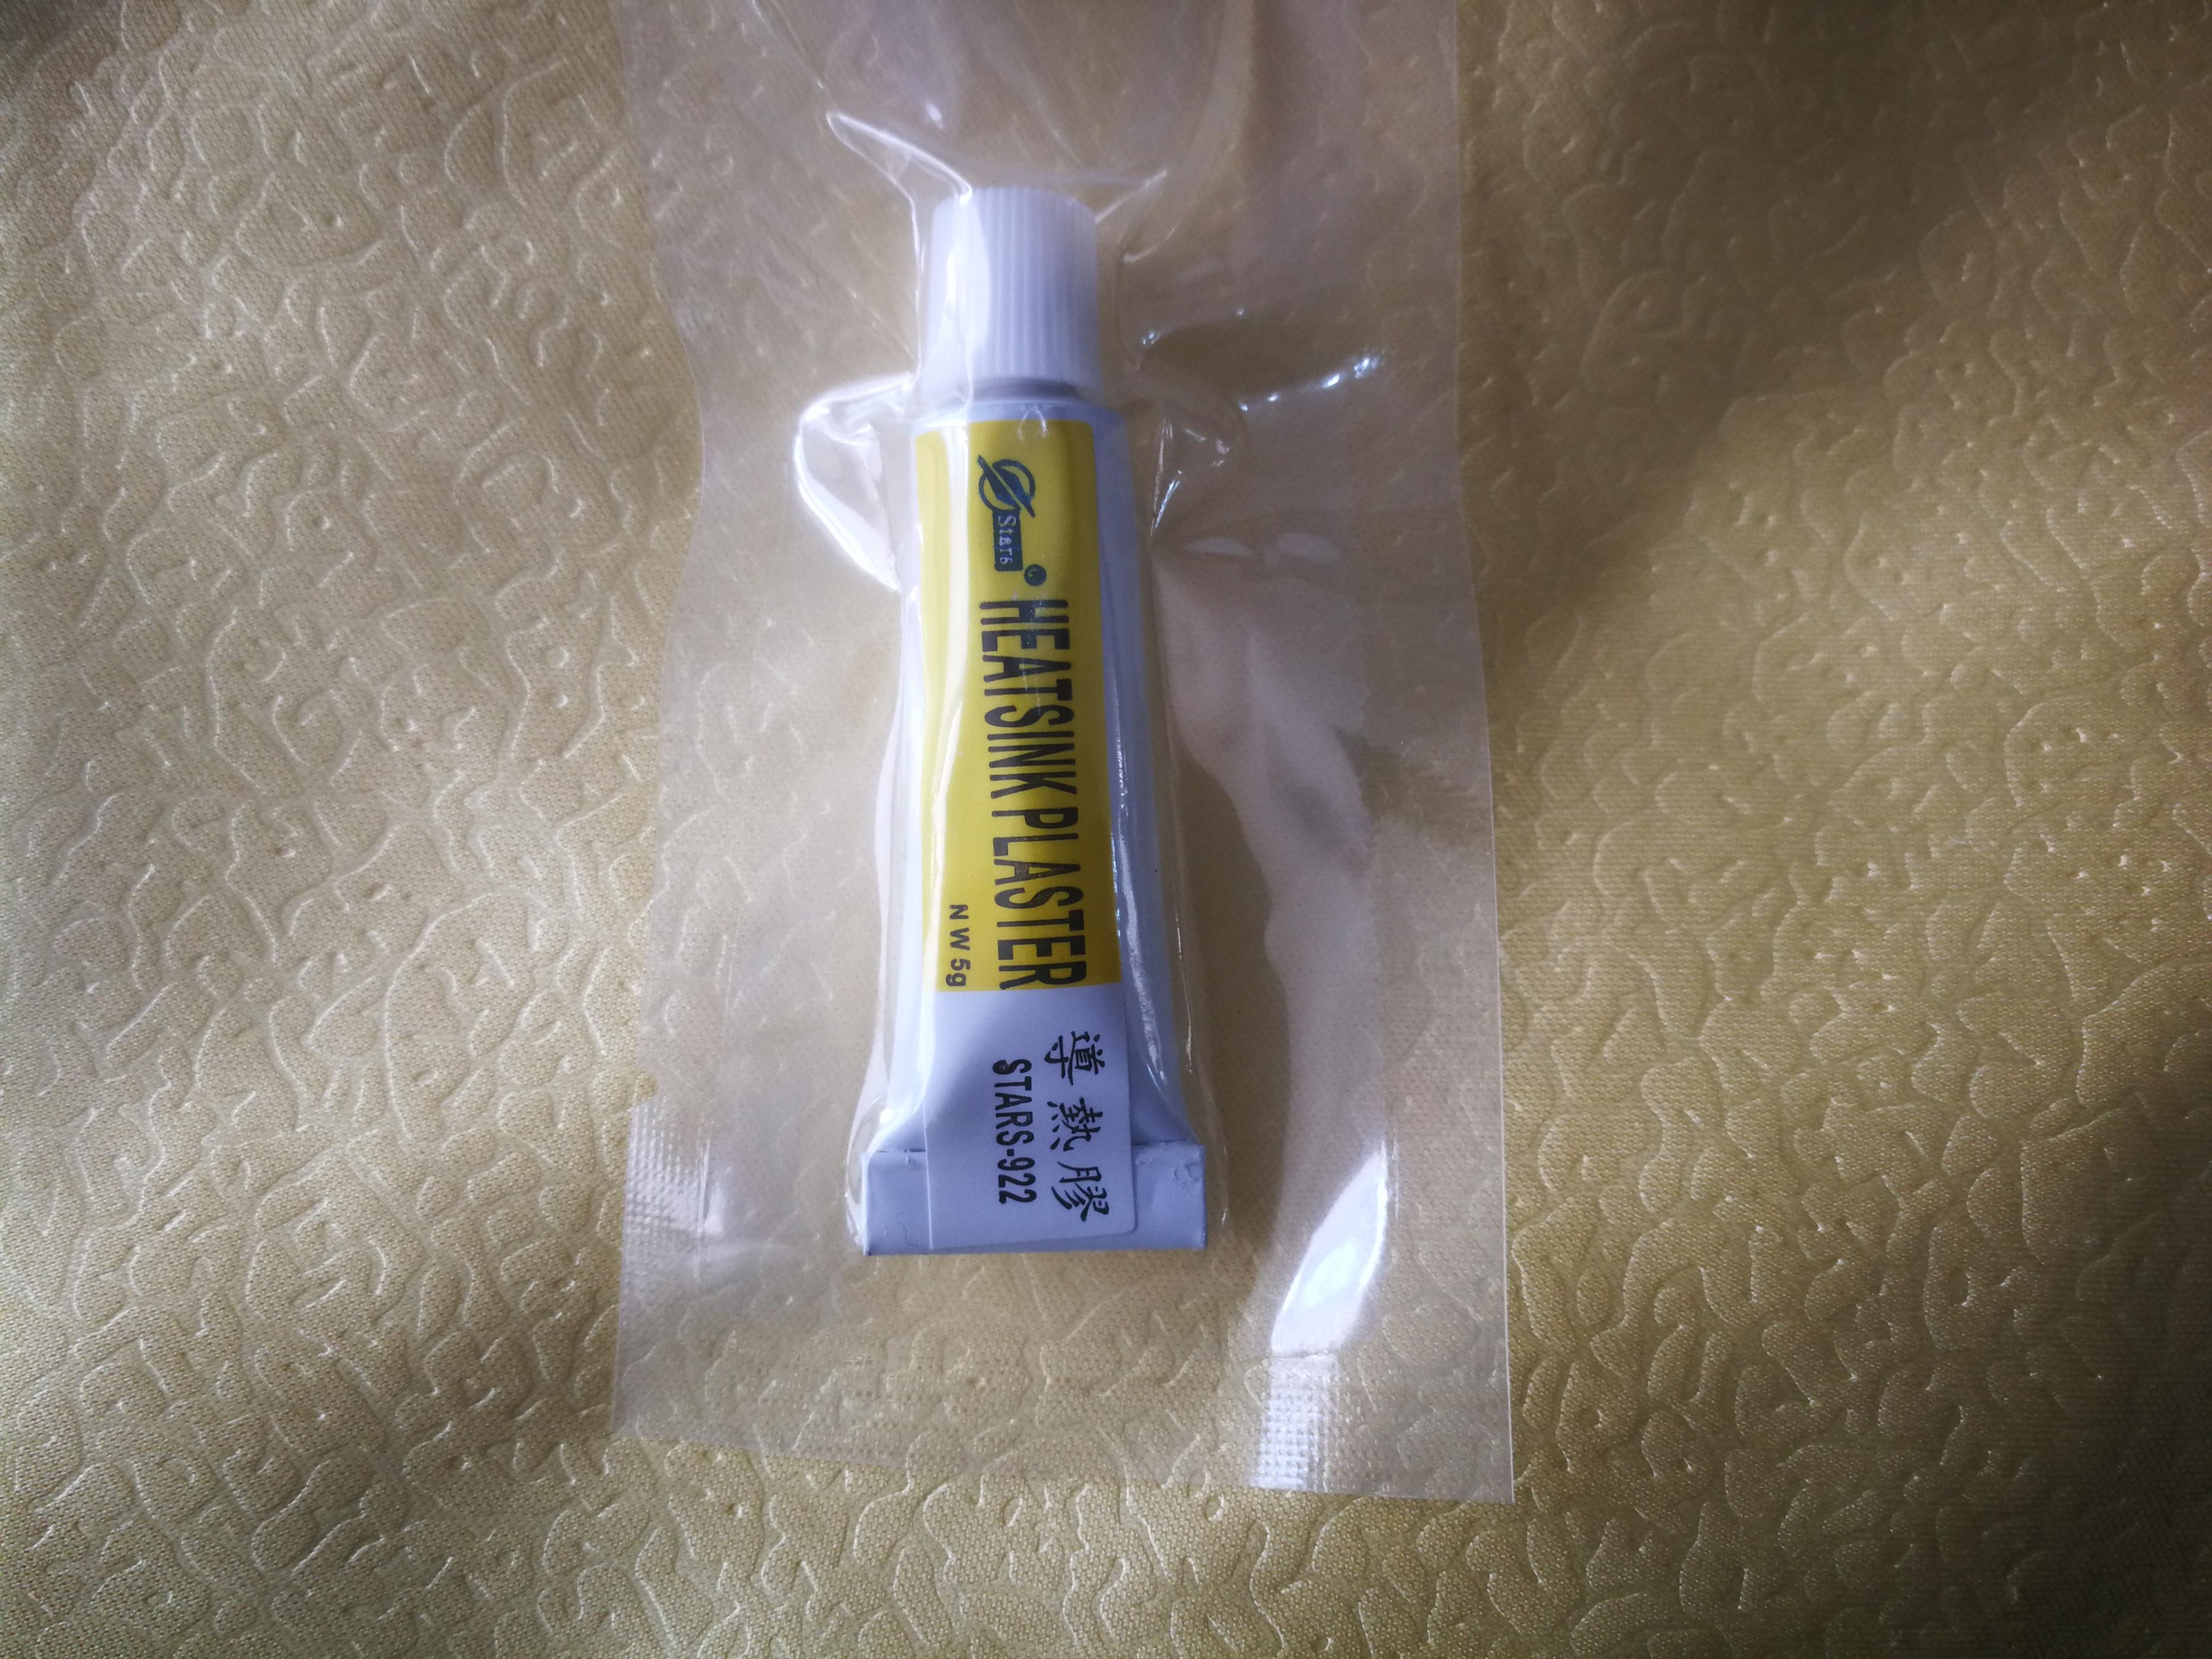 Stars
HEATSINK PLASTER
N W 5g
導熱膠
STARS-922